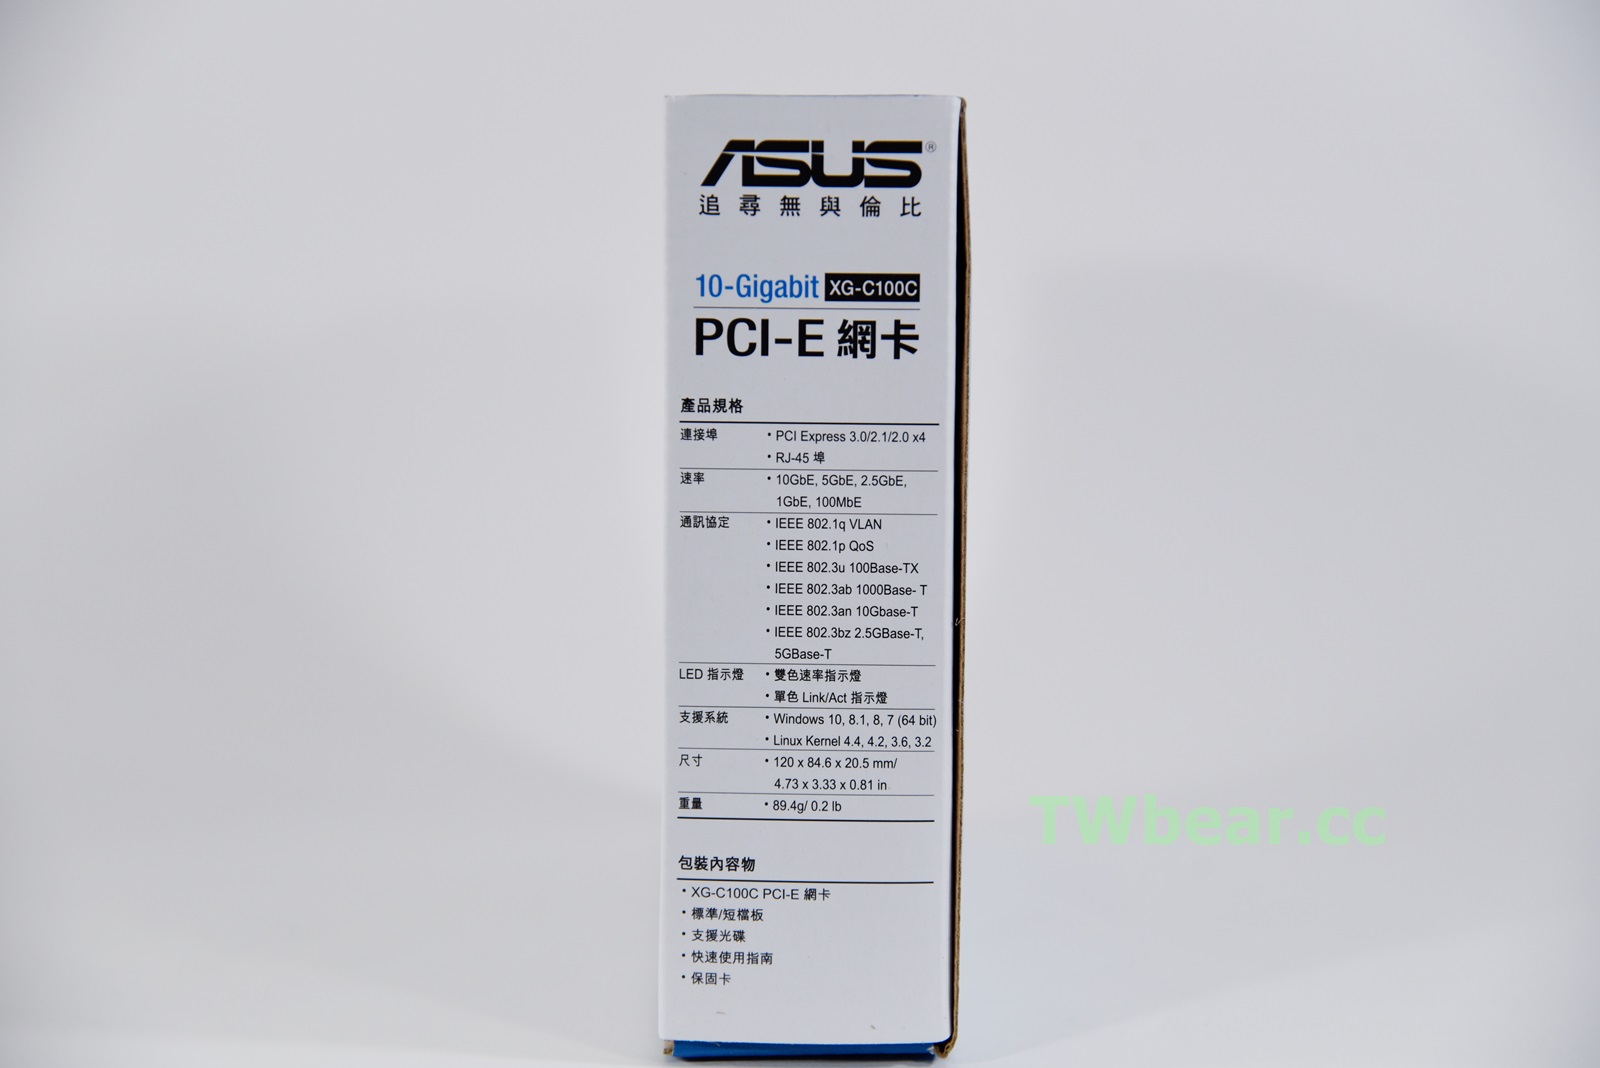 ASUS®
追尋無與倫比
10-Gigabit XG-C100C
PCI-E 網卡
產品規格
連接埠 • PCI Express 3.0/2.1/2.0 x4
• RJ-45 埠
速率 • 10GbE, 5GbE, 2.5GbE,
1GbE, 100MbE
通訊協定 • IEEE 802.1q VLAN
• IEEE 802.1p QoS
• IEEE 802.3u 100Base-TX
• IEEE 802.3ab 1000Base- T
• IEEE 802.3an 10Gbase-T
• IEEE 802.3bz 2.5GBase-T,
5GBase-T
LED 指示燈 • 雙色速率指示燈
• 單色 Link/Act 指示燈
支援系統 • Windows 10, 8.1, 8, 7 (64 bit)
• Linux Kernel 4.4, 4.2, 3.6, 3.2
尺寸 • 120 x 84.6 x 20.5 mm/
4.73 x 3.33 x 0.81 in
重量 • 89.4g/ 0.2 lb
包裝內容物
• XG-C100C PCI-E 網卡
• 標準/短檔板
• 支援光碟
• 快速使用指南
• 保固卡
TWbear.cc